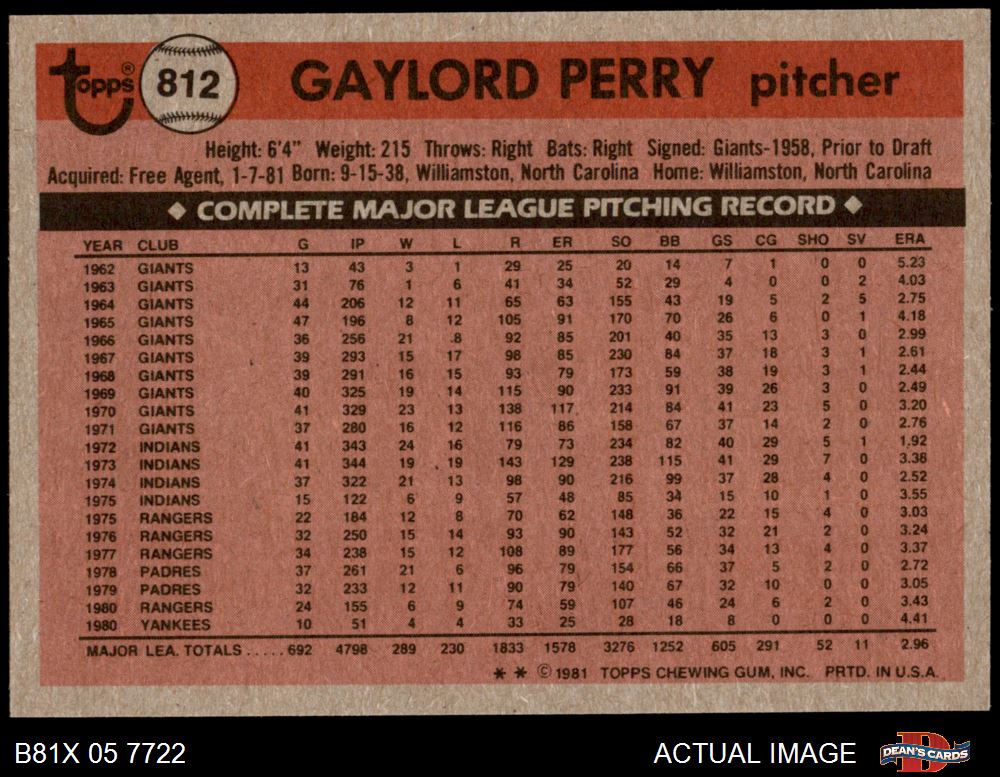 Topps® 812 GAYLORD PERRY pitcher
Height: 6'4" Weight: 215 Throws: Right Bats: Right Signed: Giants-1958, Prior to Draft
Acquired: Free Agent, 1-7-81 Born: 9-15-38, Williamston, North Carolina Home: Williamston, North Carolina
◆ COMPLETE MAJOR LEAGUE PITCHING RECORD ◆
YEAR CLUB G IP W L R ER SO BB GS CG SHO SV ERA
1962 GIANTS 13 43 3 1 29 25 20 14 7 1 0 0 5.23
1963 GIANTS 31 76 1 6 41 34 52 29 4 0 0 2 4.03
1964 GIANTS 44 206 12 11 65 63 155 43 19 5 2 5 2.75
1965 GIANTS 47 196 8 12 105 91 170 70 26 6 0 1 4.18
1966 GIANTS 36 256 21 8 92 85 201 40 35 13 3 0 2.99
1967 GIANTS 39 293 15 17 98 85 230 84 37 18 3 1 2.61
1968 GIANTS 39 291 16 15 93 79 173 59 38 19 3 1 2.44
1969 GIANTS 40 325 19 14 115 90 233 91 39 26 3 0 2.49
1970 GIANTS 41 329 23 13 138 117 214 84 41 23 5 0 3.20
1971 GIANTS 37 280 16 12 116 86 158 67 37 14 2 0 2.76
1972 INDIANS 41 343 24 16 79 73 234 82 40 29 5 1 1.92
1973 INDIANS 41 344 19 19 143 129 238 115 41 29 7 0 3.38
1974 INDIANS 37 322 21 13 98 90 216 99 37 28 4 0 2.52
1975 INDIANS 15 122 6 9 57 48 85 34 15 10 1 0 3.55
1975 RANGERS 22 184 12 8 70 62 148 36 22 15 4 0 3.03
1976 RANGERS 32 250 15 14 93 90 143 52 32 21 2 0 3.24
1977 RANGERS 34 238 15 12 108 89 177 56 34 13 4 0 3.37
1978 PADRES 37 261 21 6 96 79 154 66 37 5 2 0 2.72
1979 PADRES 32 233 12 11 90 79 140 67 32 10 0 0 3.05
1980 RANGERS 24 155 6 9 74 59 107 46 24 6 2 0 3.43
1980 YANKEES 10 51 4 4 33 25 28 18 8 0 0 0 4.41
MAJOR LEA. TOTALS ..... 692 4798 289 230 1833 1578 3276 1252 605 291 52 11 2.96
* * © 1981 TOPPS CHEWING GUM, INC. PRTD. IN U.S.A.
B81X 05 7722 ACTUAL IMAGE DEAN'S CARDS